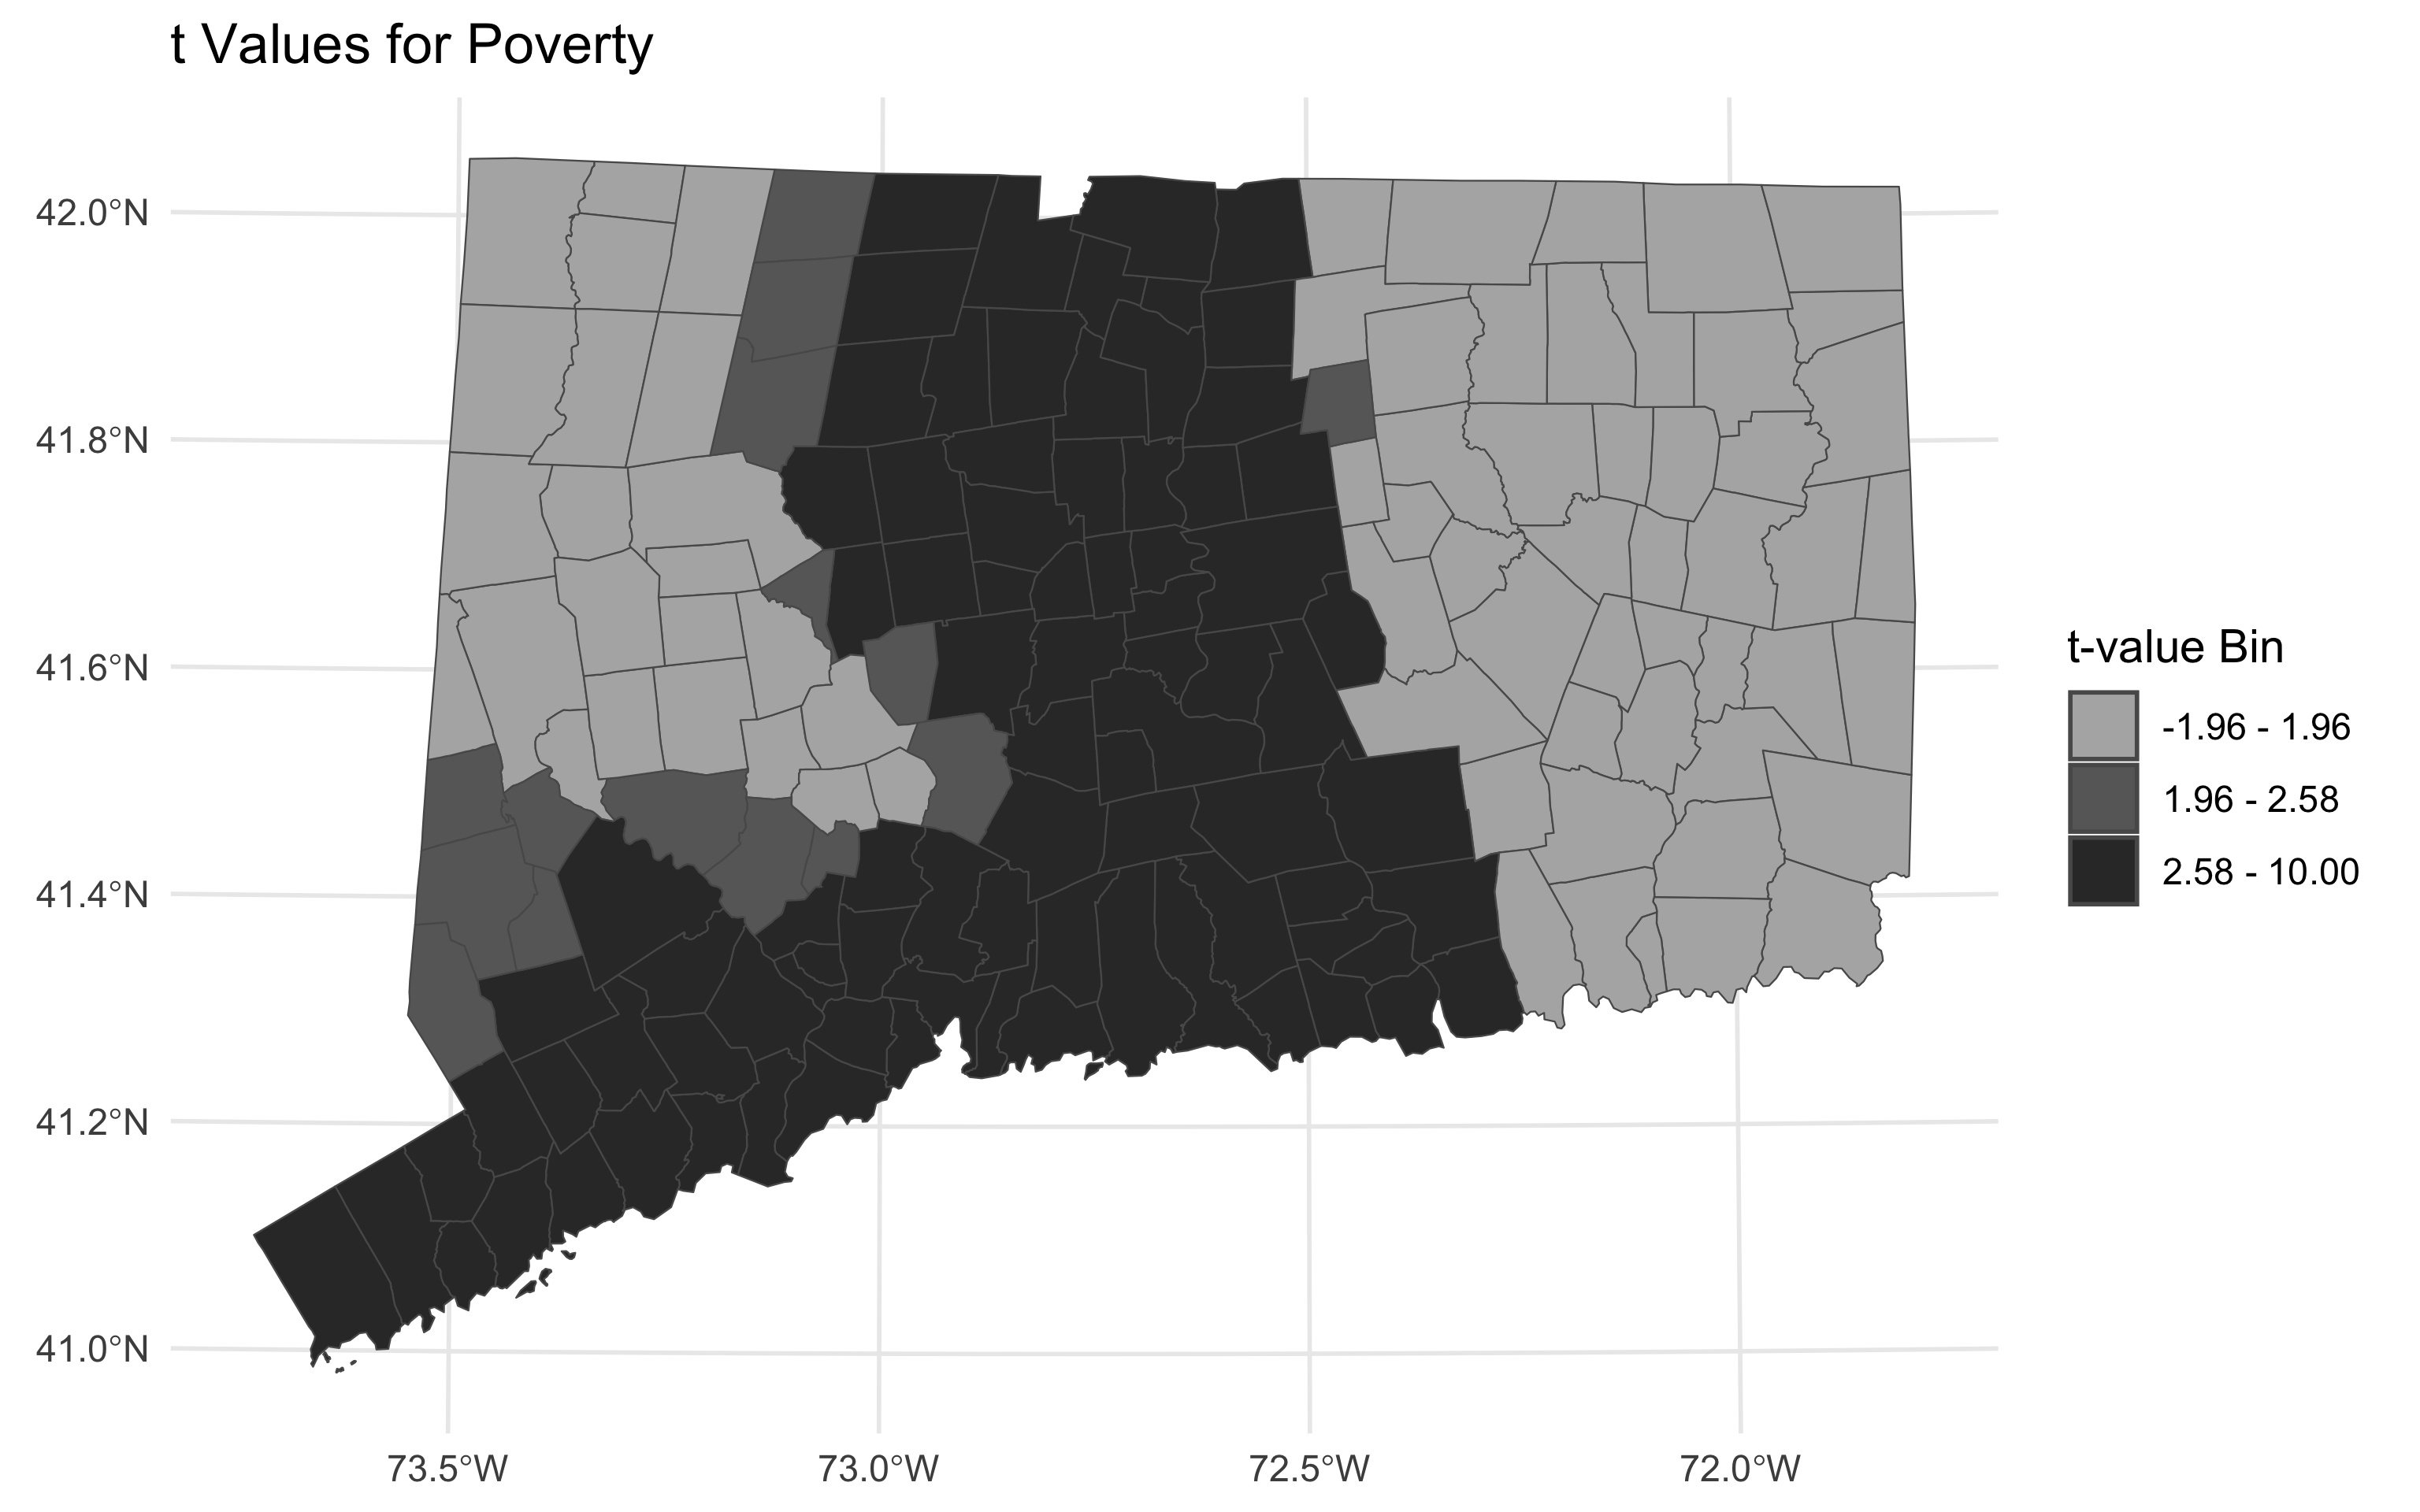 t Values for Poverty
42.0°N
41.8°N
41.6°N
41.4°N
41.2°N
41.0°N
73.5°W
73.0°W
72.5°W
72.0°W
t-value Bin
-1.96 - 1.96
1.96 - 2.58
2.58 - 10.00